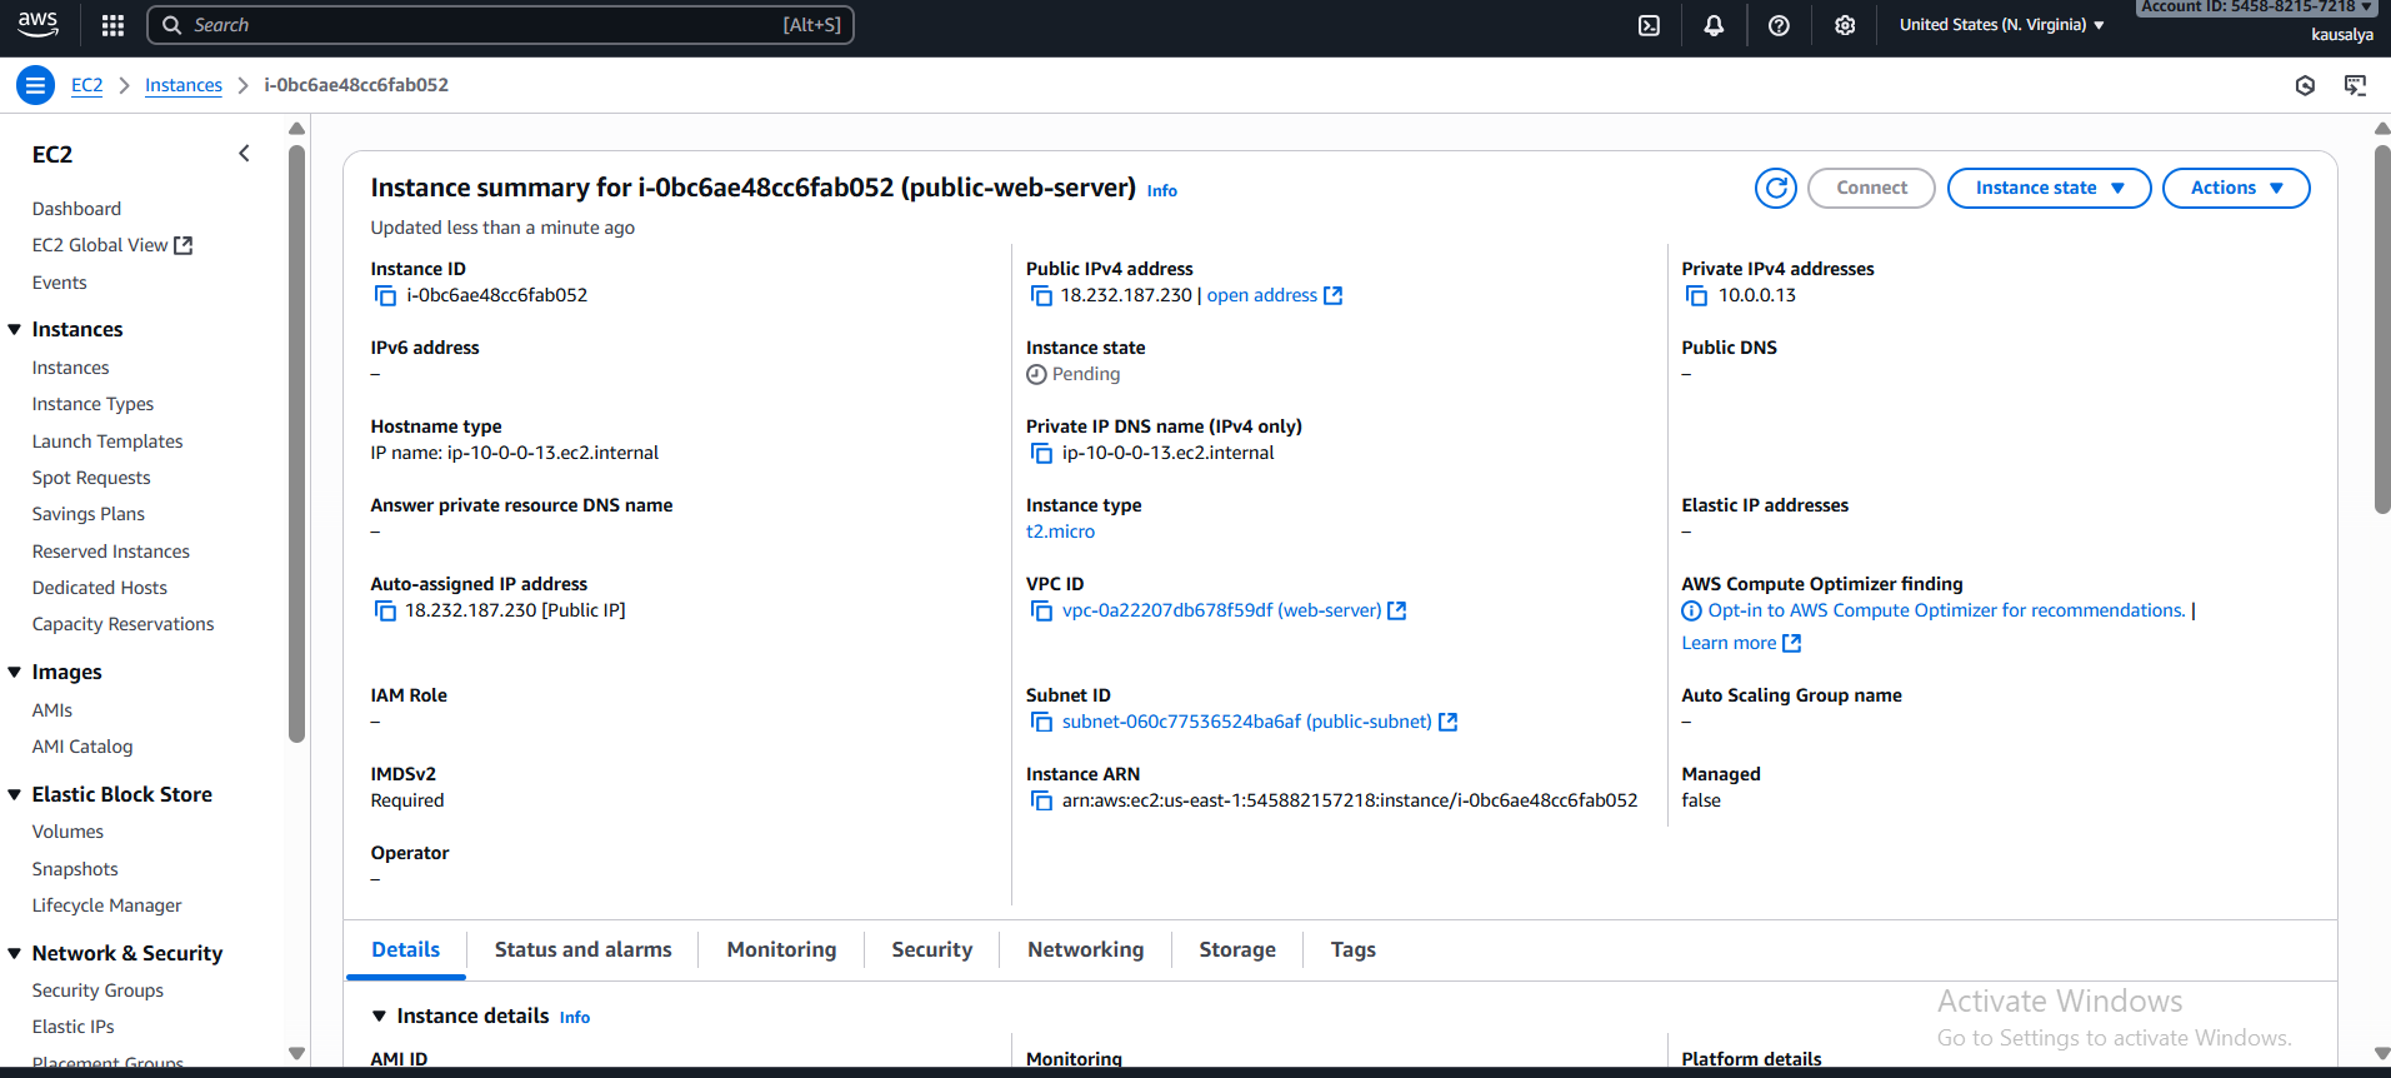 aws
Search [Alt+S]
United States (N. Virginia)
Account ID: 5458-8215-7218
kausalya
EC2 > Instances > i-0bc6ae48cc6fab052
EC2
Dashboard
EC2 Global View
Events
Instances
Instances
Instance Types
Launch Templates
Spot Requests
Savings Plans
Reserved Instances
Dedicated Hosts
Capacity Reservations
Images
AMIs
AMI Catalog
Elastic Block Store
Volumes
Snapshots
Lifecycle Manager
Network & Security
Security Groups
Elastic IPs
Placement Groups
Instance summary for i-0bc6ae48cc6fab052 (public-web-server) Info
Updated less than a minute ago
Connect
Instance state
Actions
Instance ID
i-0bc6ae48cc6fab052
Public IPv4 address
18.232.187.230 | open address
Private IPv4 addresses
10.0.0.13
IPv6 address
–
Instance state
Pending
Public DNS
–
Hostname type
IP name: ip-10-0-0-13.ec2.internal
Private IP DNS name (IPv4 only)
ip-10-0-0-13.ec2.internal
Answer private resource DNS name
–
Instance type
t2.micro
Elastic IP addresses
–
Auto-assigned IP address
18.232.187.230 [Public IP]
VPC ID
vpc-0a22207db678f59df (web-server)
AWS Compute Optimizer finding
Opt-in to AWS Compute Optimizer for recommendations. |
Learn more
IAM Role
–
Subnet ID
subnet-060c77536524ba6af (public-subnet)
Auto Scaling Group name
–
IMDSv2
Required
Instance ARN
arn:aws:ec2:us-east-1:545882157218:instance/i-0bc6ae48cc6fab052
Managed
false
Operator
–
Details
Status and alarms
Monitoring
Security
Networking
Storage
Tags
Instance details Info
AMI ID
Monitoring
Platform details
Activate Windows
Go to Settings to activate Windows.